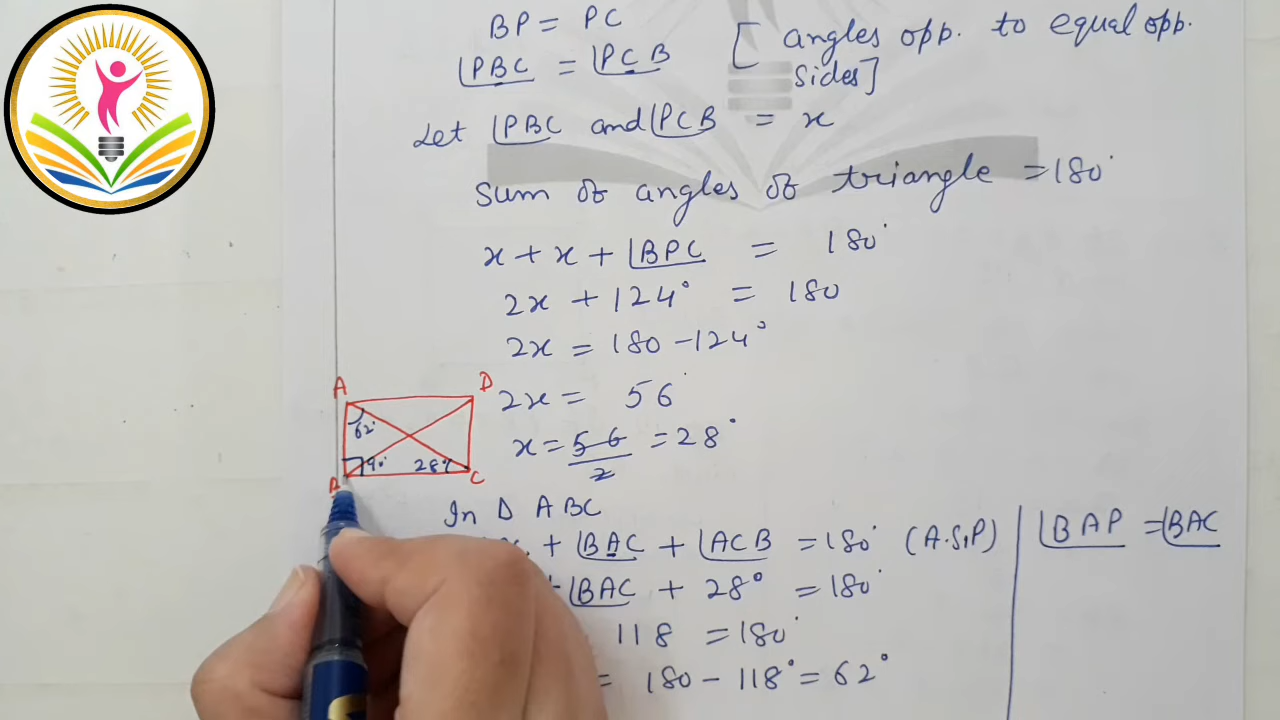 BP = PC
∠PBC = ∠PCB [angles opp. to equal opp. sides]
Let ∠PBC and ∠PCB = x
Sum of angles of triangle = 180°
x + x + ∠BPC = 180°
2x + 124° = 180
2x = 180 - 124°
2x = 56°
x = 56/2 = 28°
A D
62°
90° 28°
B C
In Δ ABC
+ ∠BAC + ∠ACB = 180° (A.S.P)
∠BAP = ∠BAC
+ ∠BAC + 28° = 180°
118 = 180°
= 180 - 118° = 62°